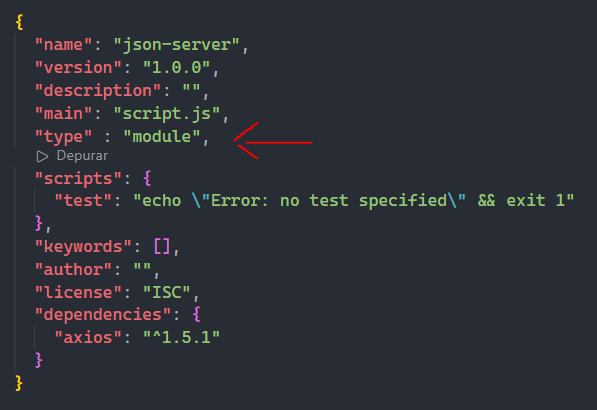 {
"name": "json-server",
"version": "1.0.0",
"description": "",
"main": "script.js",
"type" : "module",
Depurar
"scripts": {
"test": "echo \"Error: no test specified\" && exit 1"
},
"keywords": [],
"author": "",
"license": "ISC",
"dependencies": {
"axios": "^1.5.1"
}
}